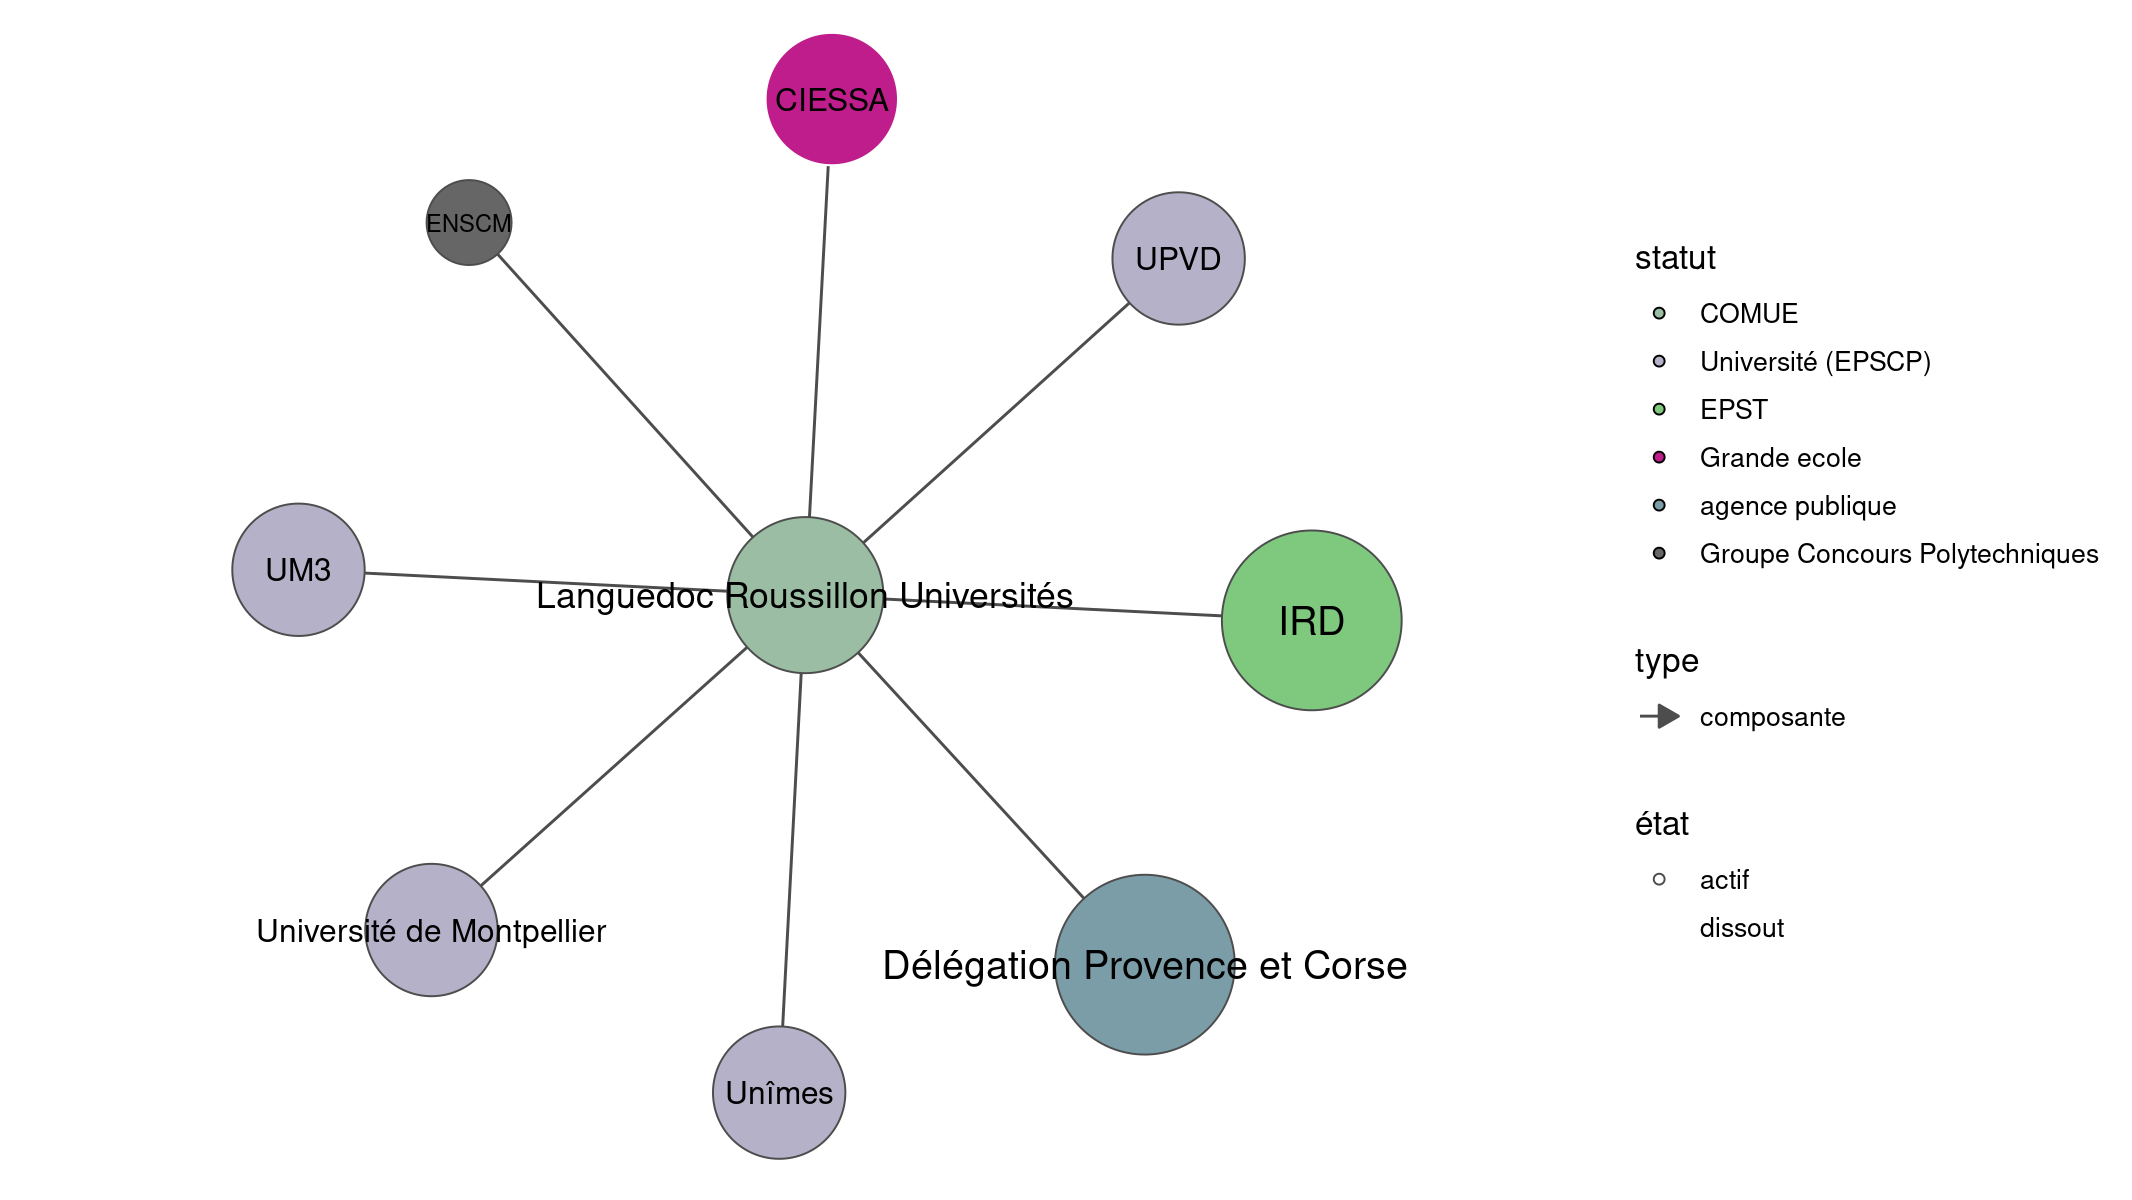 CIESSA
ENSCM
UPVD
UM3
Languedoc Roussillon Universités
IRD
Université de Montpellier
Délégation Provence et Corse
Unîmes
statut
COMUE
Université (EPSCP)
EPST
Grande ecole
agence publique
Groupe Concours Polytechniques
type
composante
état
actif
dissout